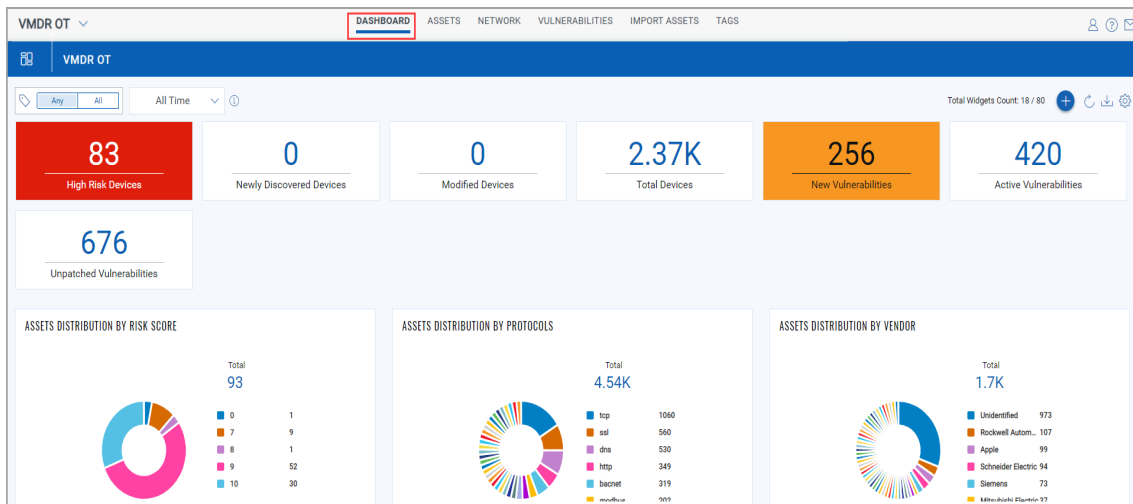 VMDR OT
DASHBOARD ASSETS NETWORK VULNERABILITIES IMPORT ASSETS TAGS
VMDR OT
Any All All Time Total Widgets Count: 18 / 80
83 0 0 2.37K 256 420
High Risk Devices Newly Discovered Devices Modified Devices Total Devices New Vulnerabilities Active Vulnerabilities
676
Unpatched Vulnerabilities
ASSETS DISTRIBUTION BY RISK SCORE
Total
93
0 1
7 9
8 1
9 52
10 30
ASSETS DISTRIBUTION BY PROTOCOLS
Total
4.54K
tcp 1060
ssl 560
dns 530
http 349
bacnet 319
modbus 202
ASSETS DISTRIBUTION BY VENDOR
Total
1.7K
Unidentified 973
Rockwell Autom... 107
Apple 99
Schneider Electric 94
Siemens 73
Mitsubishi Electric 37